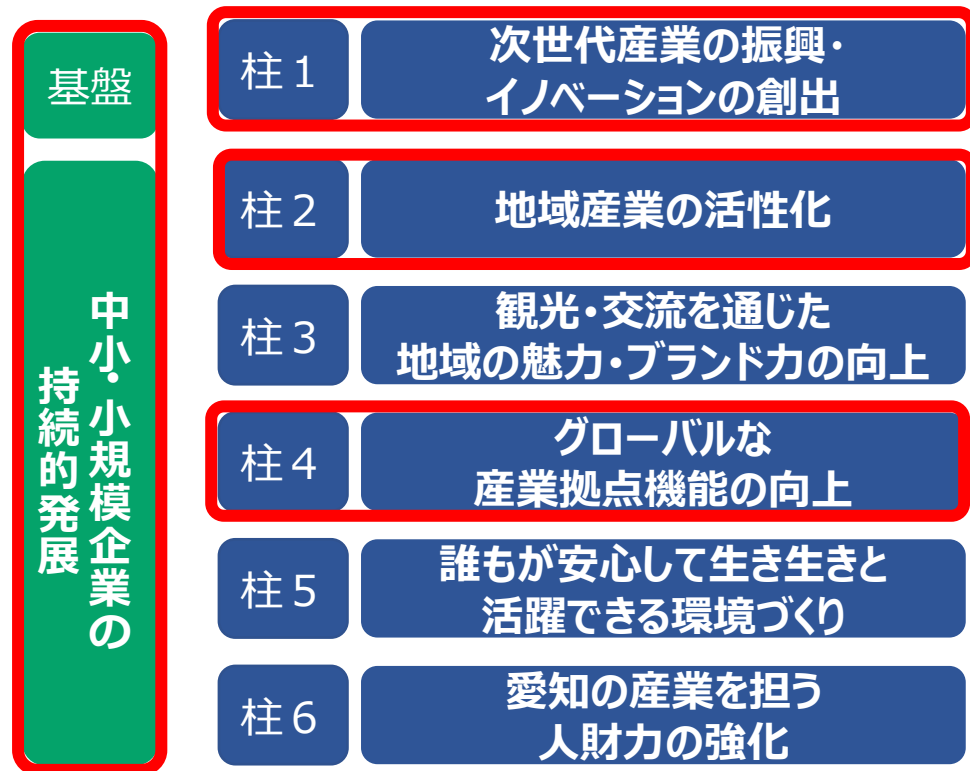 基盤
中小・小規模企業の
持続的発展
柱1
次世代産業の振興・
イノベーションの創出
柱2
地域産業の活性化
柱3
観光・交流を通じた
地域の魅力・ブランド力の向上
柱4
グローバルな
産業拠点機能の向上
柱5
誰もが安心して生き生きと
活躍できる環境づくり
柱6
愛知の産業を担う
人財力の強化